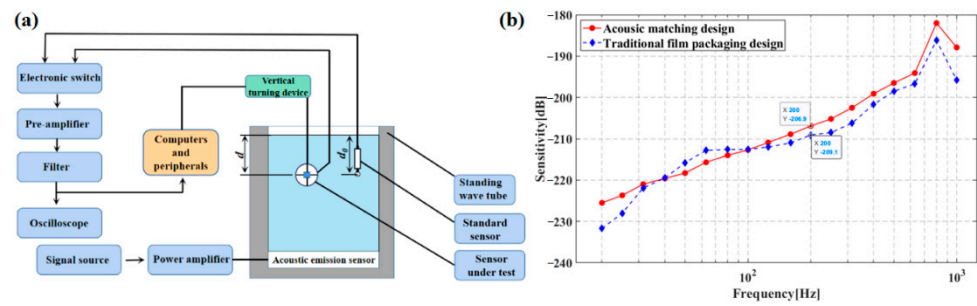 (a)
Electronic switch
Pre-amplifier
Filter
Oscilloscope
Computers
and
peripherals
Vertical
turning device
d
d0
Standing
wave tube
Standard
sensor
Sensor
under test
Signal source
Power amplifier
Acoustic emission sensor
(b)
Acousic matching design
Traditional film packaging design
-180
-190
-200
-210
-220
-230
-240
Sensitivity[dB]
X 200
Y -206.9
X 200
Y -209.1
10²
10³
Frequency[Hz]